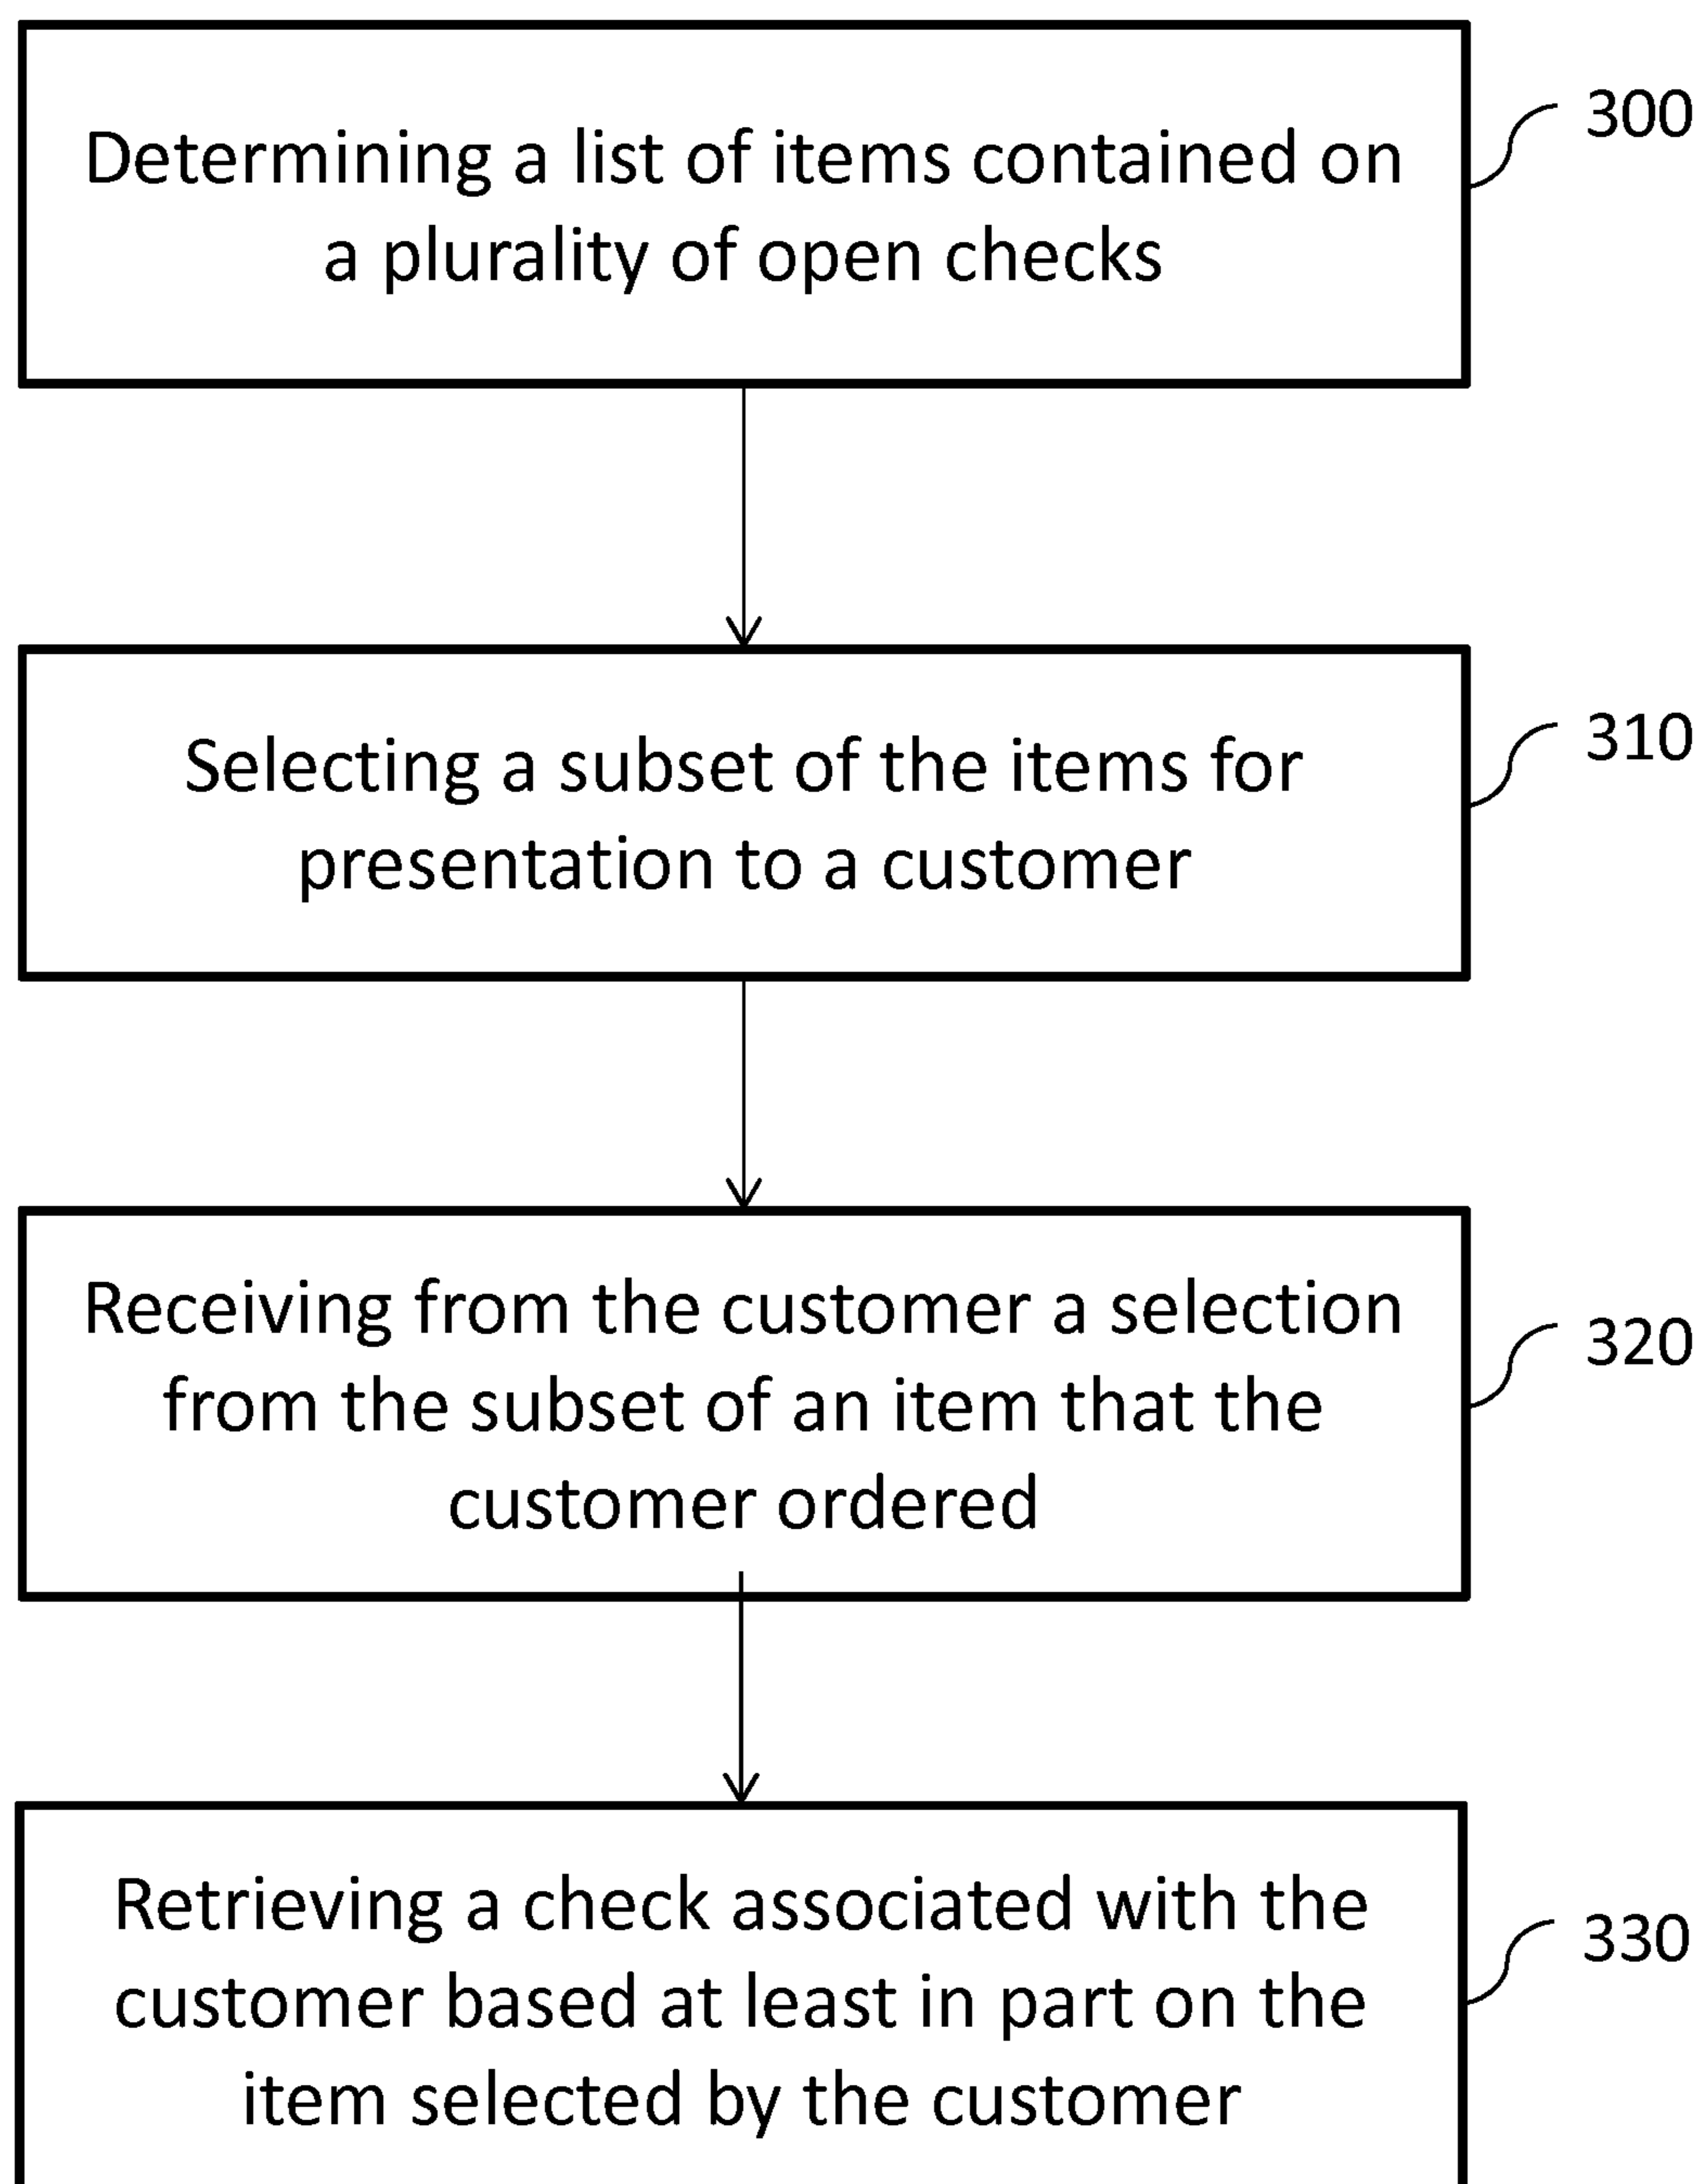 Determining a list of items contained on
a plurality of open checks
300
Selecting a subset of the items for
presentation to a customer
310
Receiving from the customer a selection
from the subset of an item that the
customer ordered
320
Retrieving a check associated with the
customer based at least in part on the
item selected by the customer
330